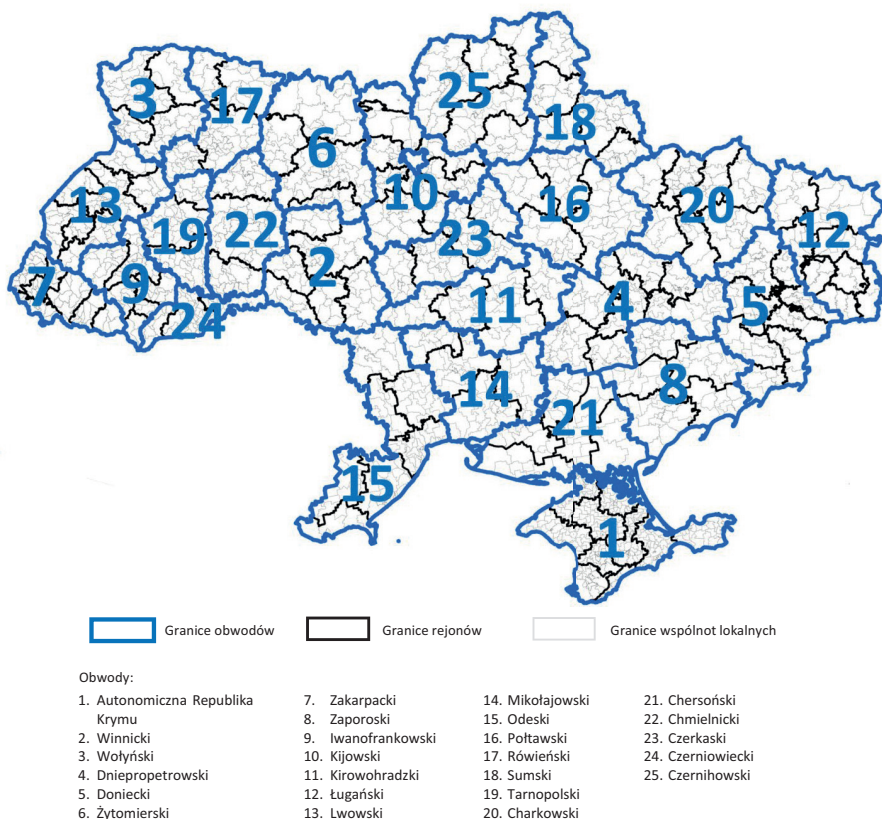 3
17
25
18
6
13
10
16
20
19
22
23
12
7
9
2
24
11
4
5
14
8
21
15
1
Granice obwodów
Granice rejonów
Granice wspólnot lokalnych
Obwody:
1. Autonomiczna Republika
Krymu
2. Winnicki
3. Wołyński
4. Dniepropetrowski
5. Doniecki
6. Żytomierski
7. Zakarpacki
8. Zaporoski
9. Iwanofrankowski
10. Kijowski
11. Kirowohradzki
12. Ługański
13. Lwowski
14. Mikołajowski
15. Odeski
16. Połtawski
17. Rówieński
18. Sumski
19. Tarnopolski
20. Charkowski
21. Chersoński
22. Chmielnicki
23. Czerkaski
24. Czerniowiecki
25. Czernihowski